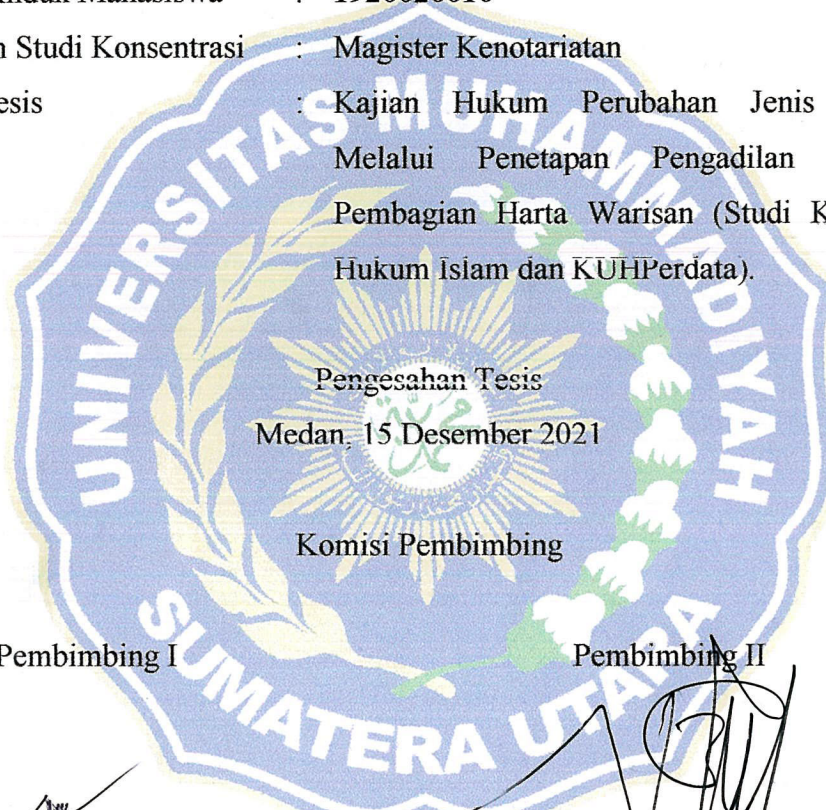 nduk Mahasiswa :
n Studi Konsentrasi : Magister Kenotariatan
esis : Kajian Hukum Perubahan Jenis
Melalui Penetapan Pengadilan
Pembagian Harta Warisan (Studi K
Hukum Islam dan KUHPerdata).
UNIVERSITAS MUHAMMADIYAH
SUMATERA UTARA
Pengesahan Tesis
Medan, 15 Desember 2021
Komisi Pembimbing
Pembimbing I Pembimbing II